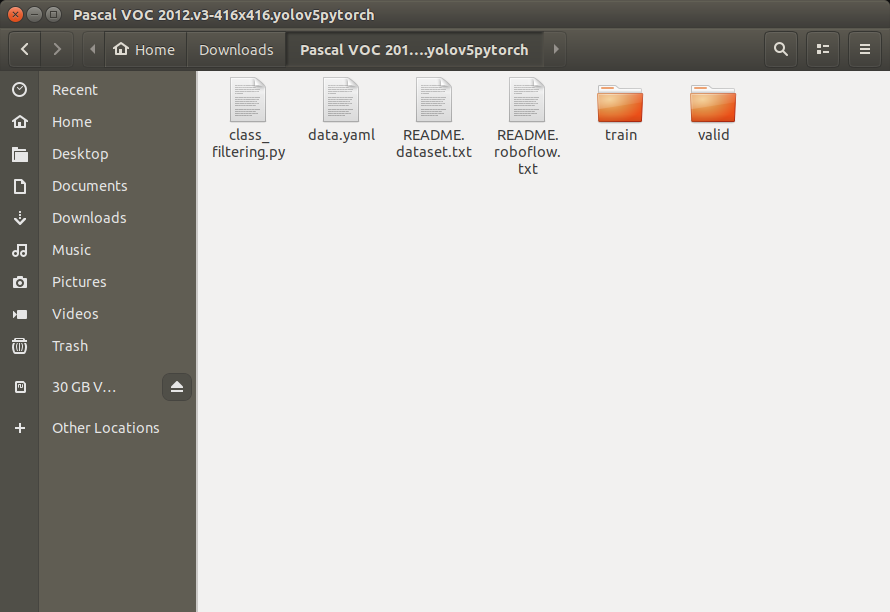 Pascal VOC 2012.v3-416x416.yolov5pytorch
Home
Downloads
Pascal VOC 201….yolov5pytorch
Recent
Home
Desktop
Documents
Downloads
Music
Pictures
Videos
Trash
30 GB V…
Other Locations
class_
filtering.py
data.yaml
README.
dataset.txt
README.
roboflow.
txt
train
valid